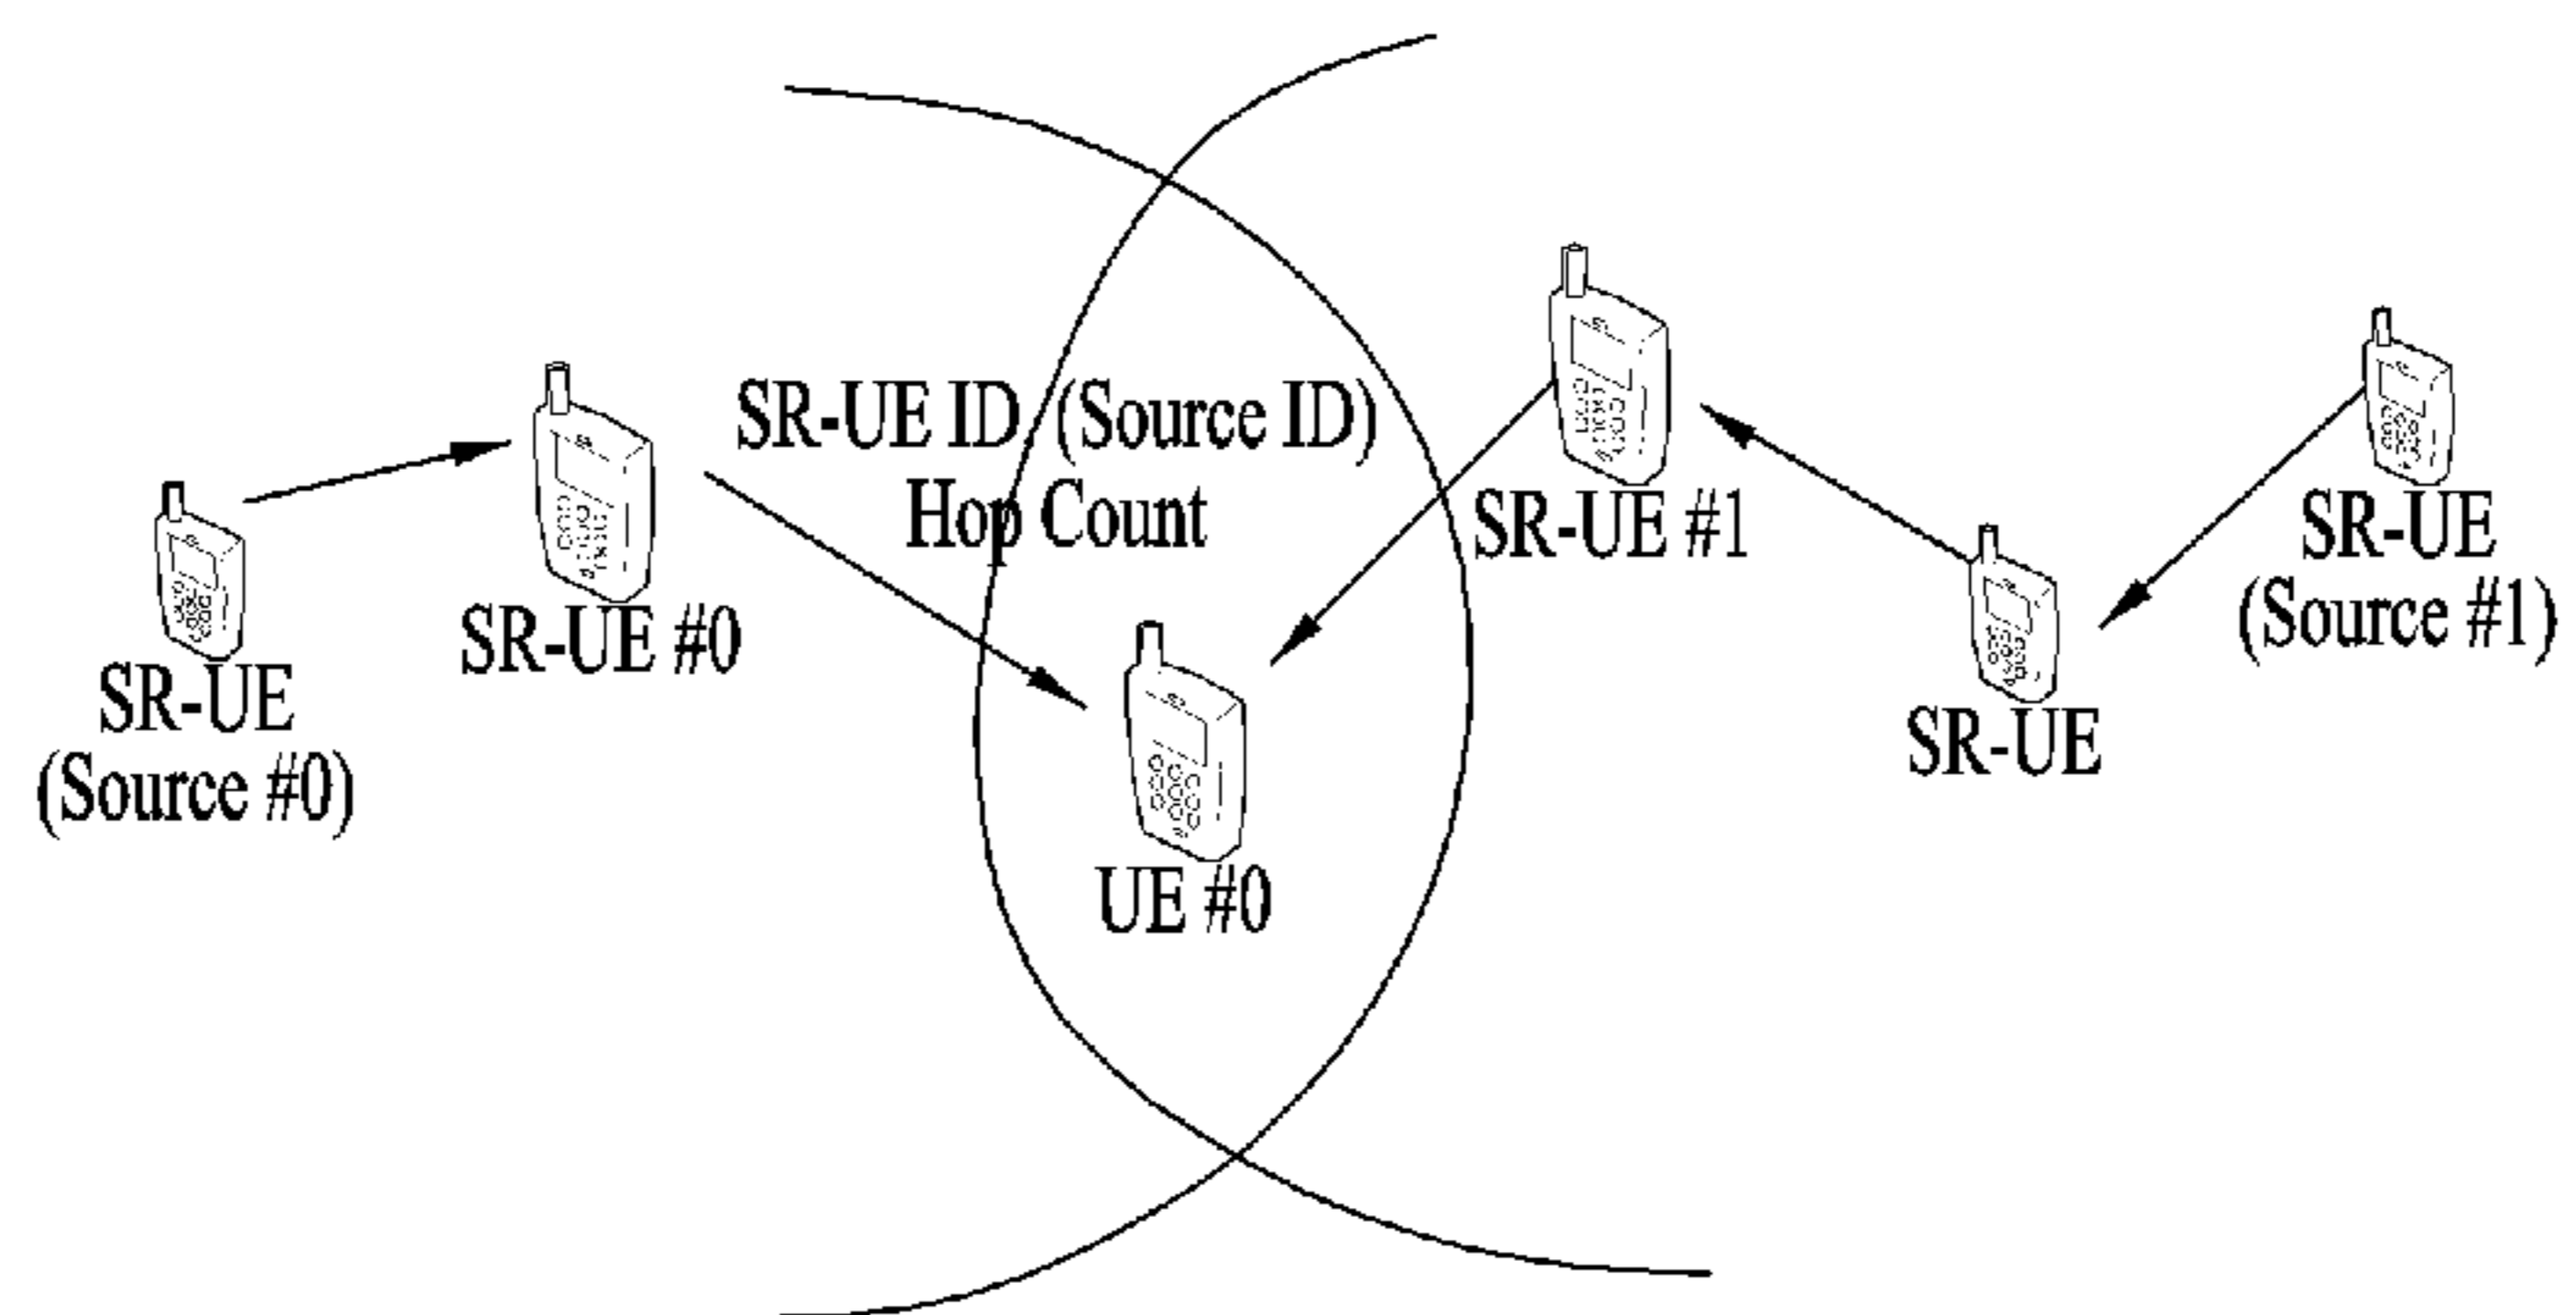 SR-UE ID, (Source ID)
Hop Count
SR-UE #1
SR-UE
(Source #1)
SR-UE #0
SR-UE
(Source #0)
SR-UE
UE #0